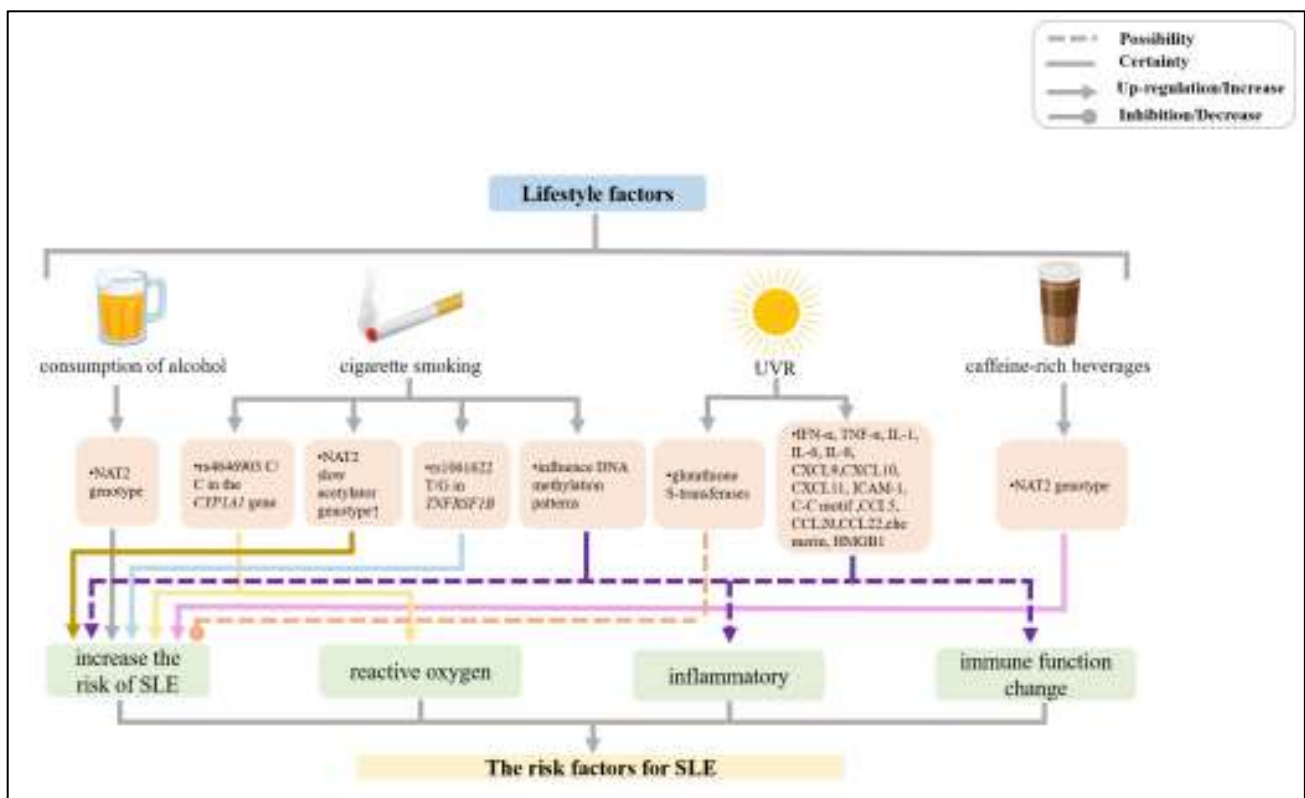 Possibility
Certainty
Up-regulation/Increase
Inhibition/Decrease
Lifestyle factors
consumption of alcohol
cigarette smoking
UVR
caffeine-rich beverages
•NAT2
genotype
•rs4646903 C/
C in the
CYP1A1 gene
•NAT2
slow
acetylator
genotype↑
•rs1061622
T/G in
TNFRSF1B
•influence DNA
methylation
patterns
•glutathione
S-transferases
•IFN-α, TNF-α, IL-1,
IL-6, IL-8,
CXCL9,CXCL10,
CXCL11, ICAM-1,
C-C motif ,CCL5,
CCL20,CCL22,che
merin, HMGB1
•NAT2 genotype
increase the
risk of SLE
reactive oxygen
inflammatory
immune function
change
The risk factors for SLE